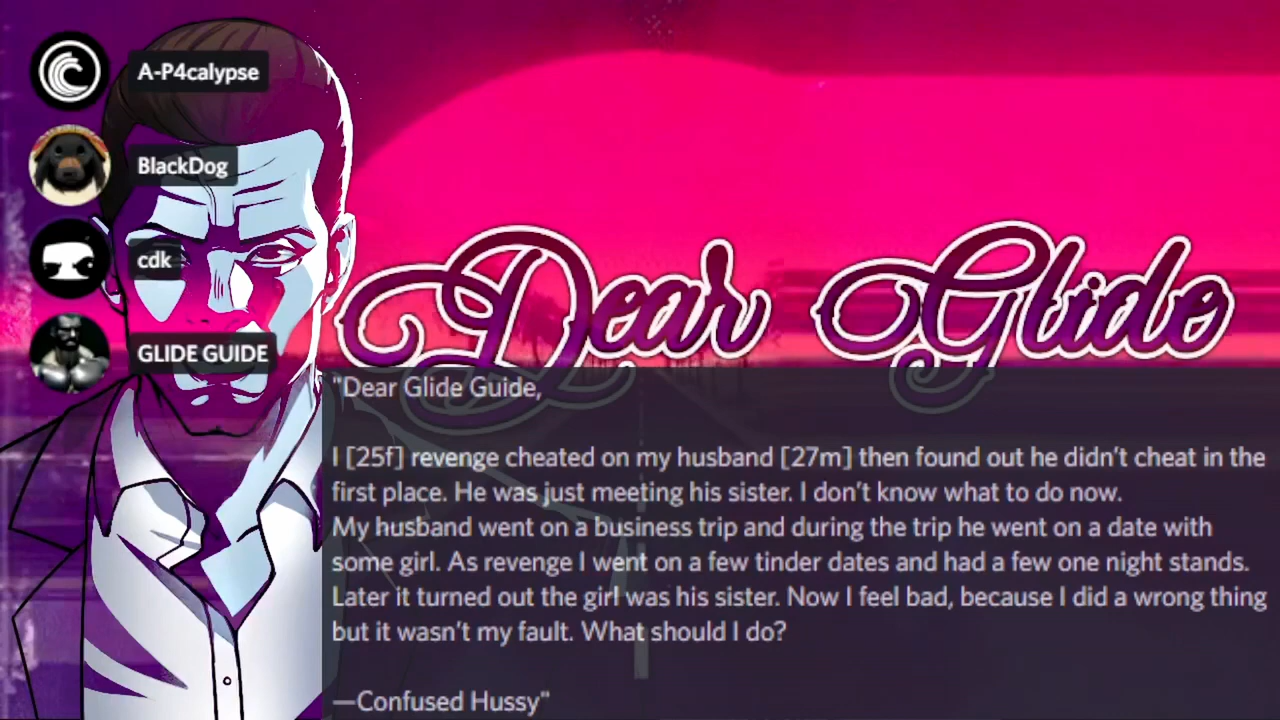 A-P4calypse
BlackDog
cdk
GLIDE GUIDE
Dear Glide
"Dear Glide Guide,
I [25f] revenge cheated on my husband [27m] then found out he didn't cheat in the
first place. He was just meeting his sister. I don't know what to do now.
My husband went on a business trip and during the trip he went on a date with
some girl. As revenge I went on a few tinder dates and had a few one night stands.
Later it turned out the girl was his sister. Now I feel bad, because I did a wrong thing
but it wasn't my fault. What should I do?
—Confused Hussy"